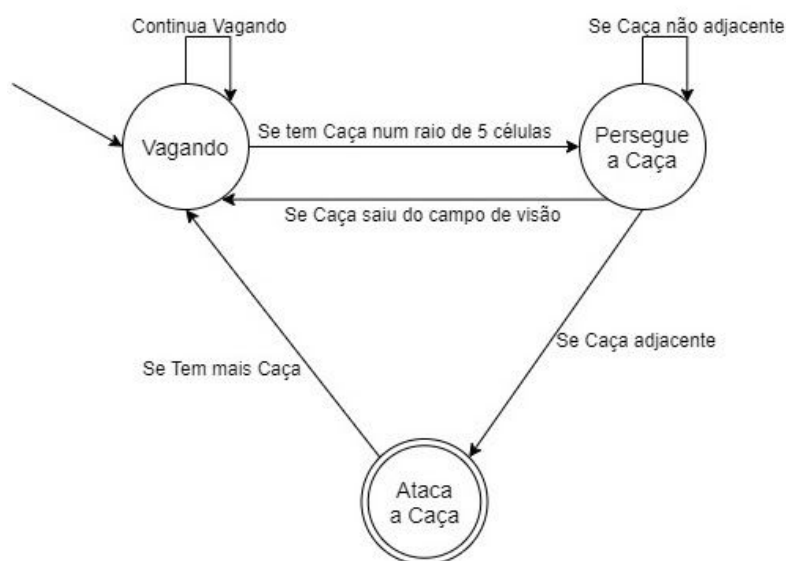 Continua Vagando
Se Caça não adjacente
Vagando
Se tem Caça num raio de 5 células
Persegue
a Caça
Se Caça saiu do campo de visão
Se Caça adjacente
Se Tem mais Caça
Ataca
a Caça